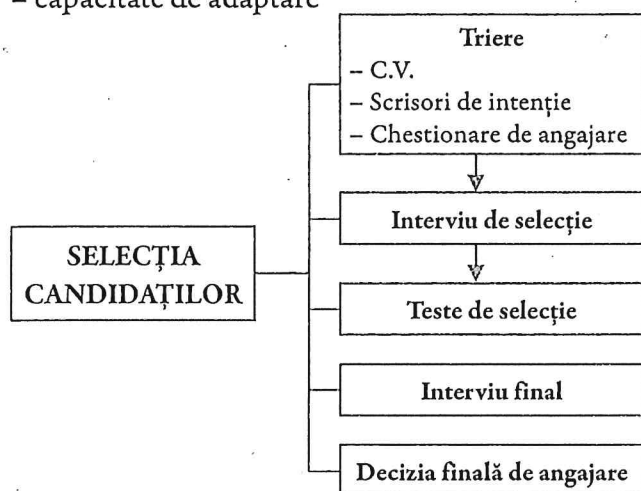 – capacitate de adaptare
Triere
– C.V.
– Scrisori de intenție
– Chestionare de angajare
Interviu de selecție
SELECȚIA
CANDIDAȚILOR
Teste de selecție
Interviu final
Decizia finală de angajare